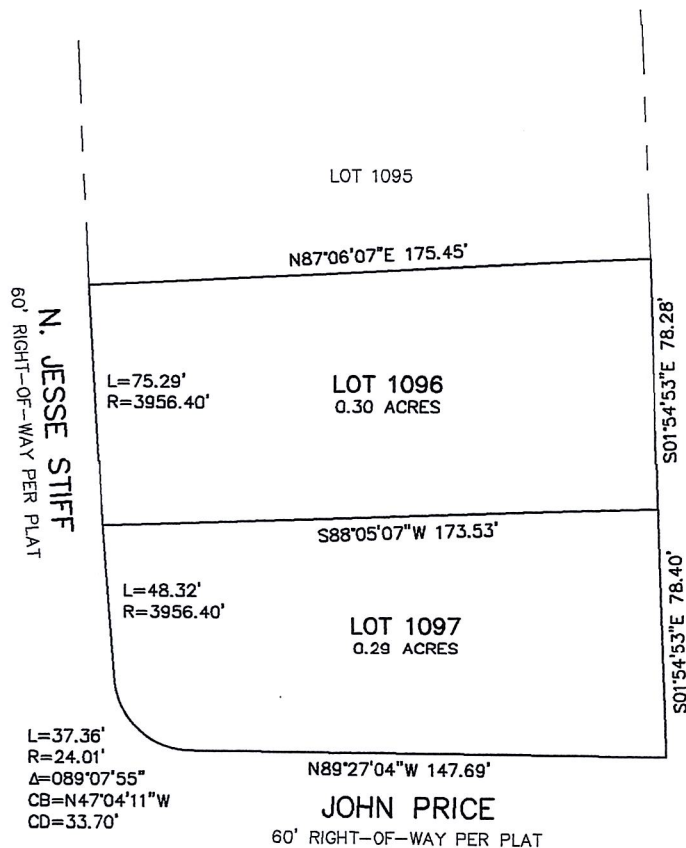 LOT 1095
N87°06'07"E 175.45'
N. JESSE STIFF
60' RIGHT-OF-WAY PER PLAT
L=75.29'
R=3956.40'
LOT 1096
0.30 ACRES
S01°54'53"E 78.28'
S88°05'07"W 173.53'
L=48.32'
R=3956.40'
LOT 1097
0.29 ACRES
S01°54'53"E 78.40'
L=37.36'
R=24.01'
Δ=089°07'55"
CB=N47°04'11"W
CD=33.70'
N89°27'04"W 147.69'
JOHN PRICE
60' RIGHT-OF-WAY PER PLAT